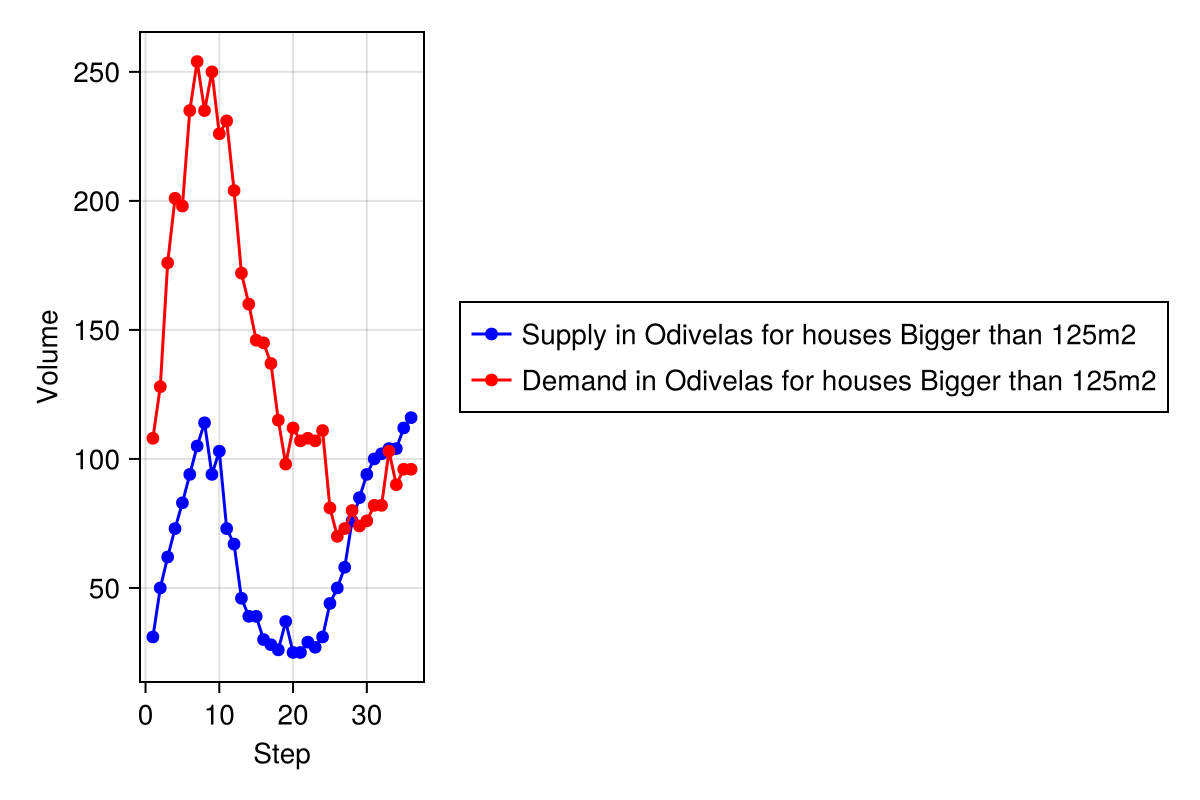 250
200
150
100
50
Volume
0 10 20 30
Step
Supply in Odivelas for houses Bigger than 125m2
Demand in Odivelas for houses Bigger than 125m2